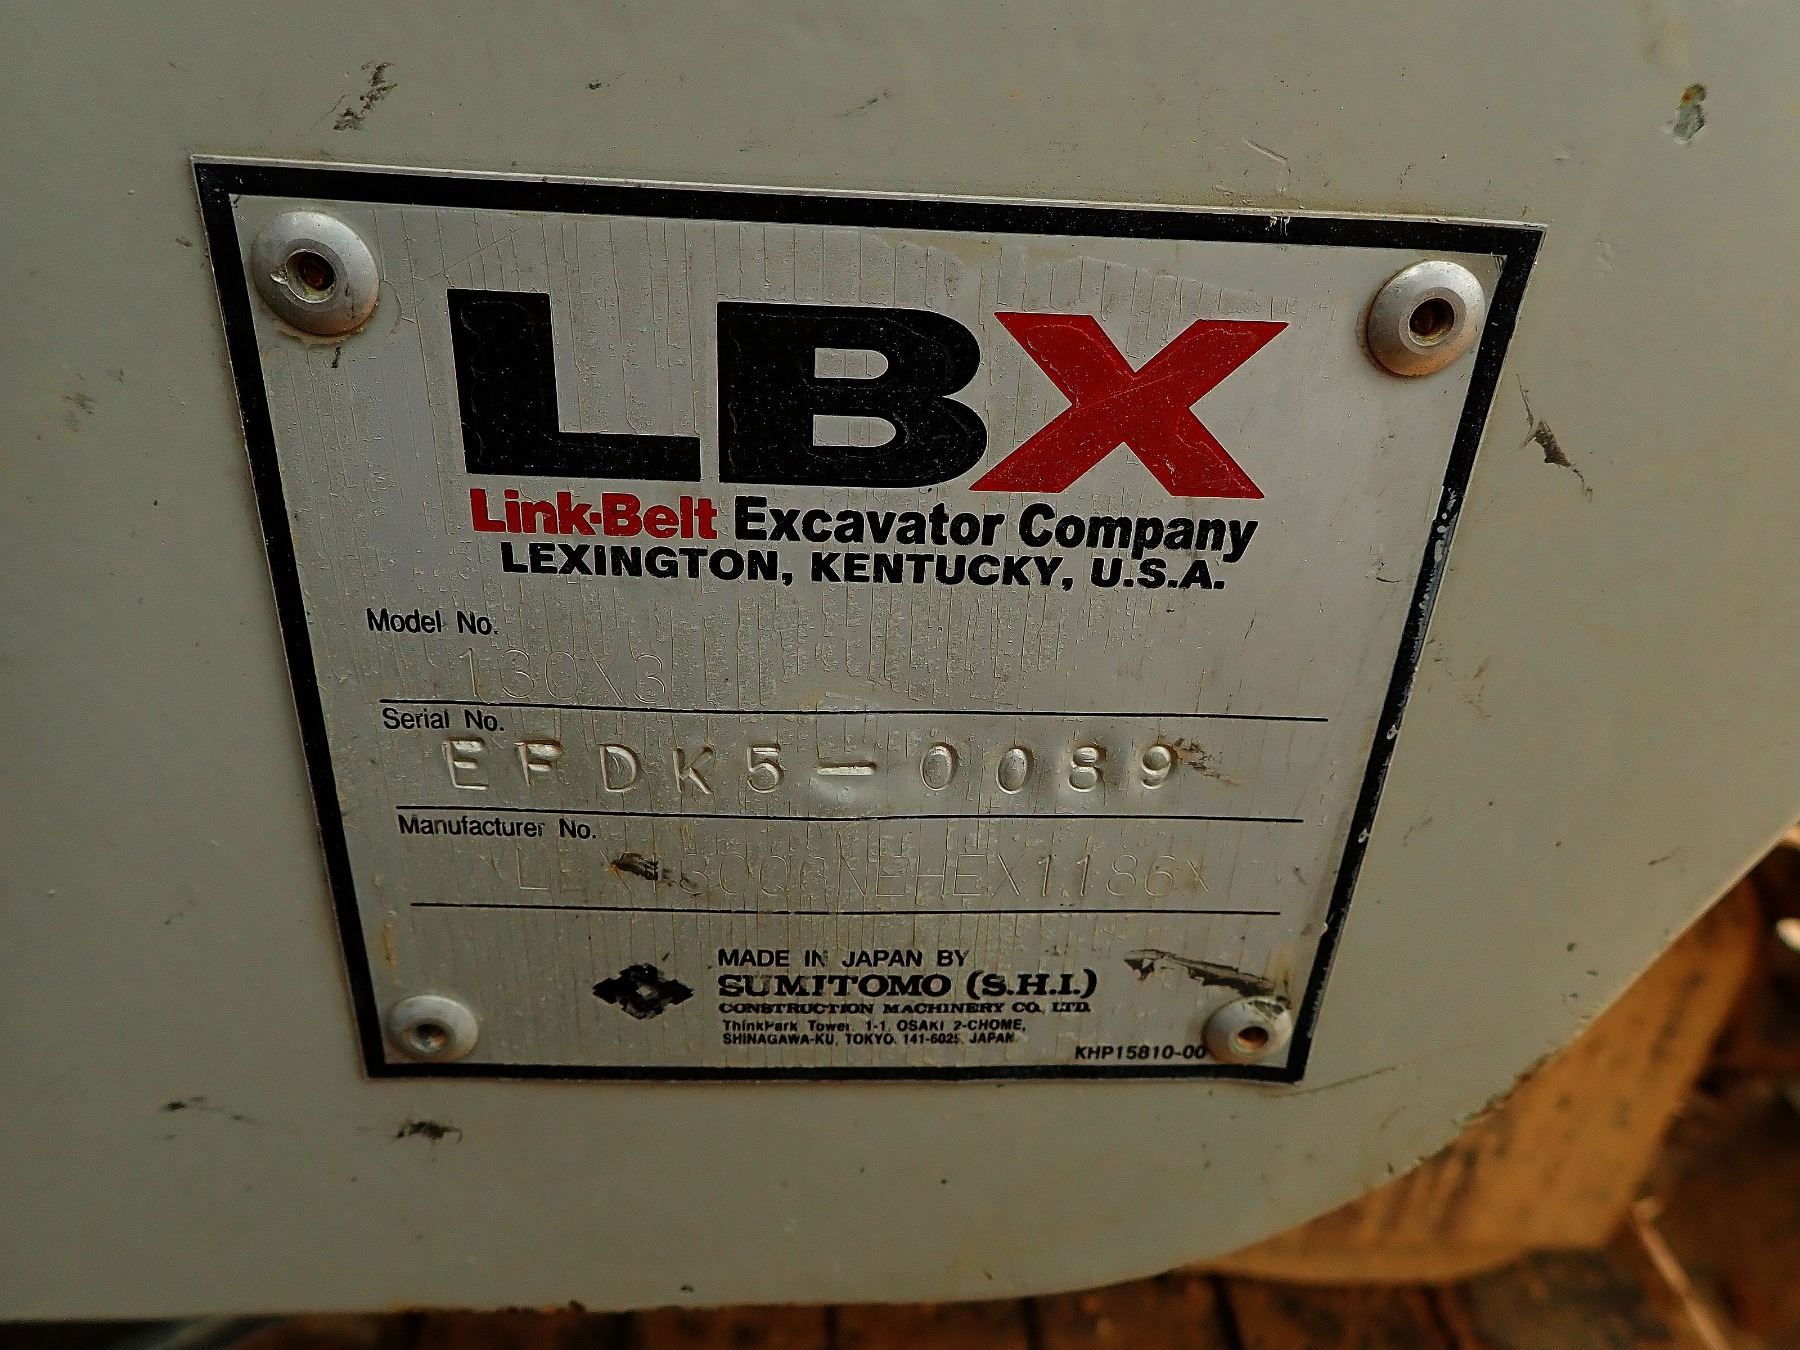 LBX
Link-Belt Excavator Company
LEXINGTON, KENTUCKY, U.S.A.
Model No.
130X3
Serial No.
EFDK5-0089
Manufacturer No.
MADE IN JAPAN BY
SUMITOMO (S.H.I.)
CONSTRUCTION MACHINERY CO., LTD.
ThinkPark Tower, 1-1, OSAKI 2-CHOME,
SHINAGAWA-KU, TOKYO, 141-6025, JAPAN
KHP15810-00